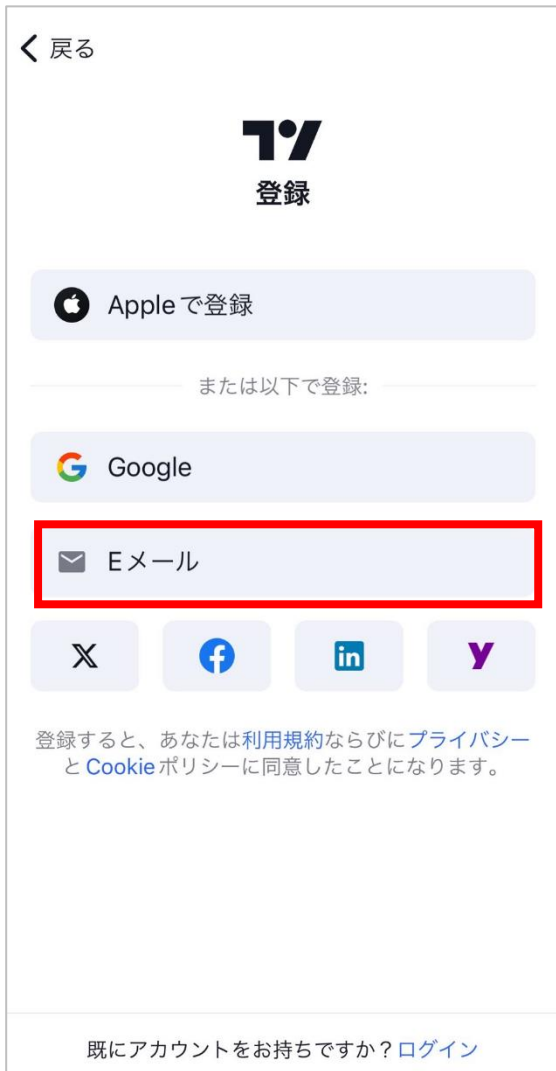 戻る
登録
Appleで登録
または以下で登録:
Google
Eメール
登録すると、あなたは利用規約ならびにプライバシー
とCookieポリシーに同意したことになります。
既にアカウントをお持ちですか？ログイン